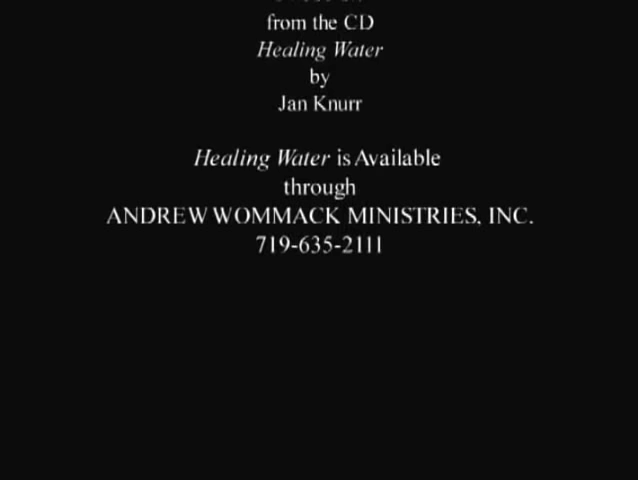 from the CD
Healing Water
by
Jan Knurr
Healing Water is Available
through
ANDREW WOMMACK MINISTRIES, INC.
719-635-2111